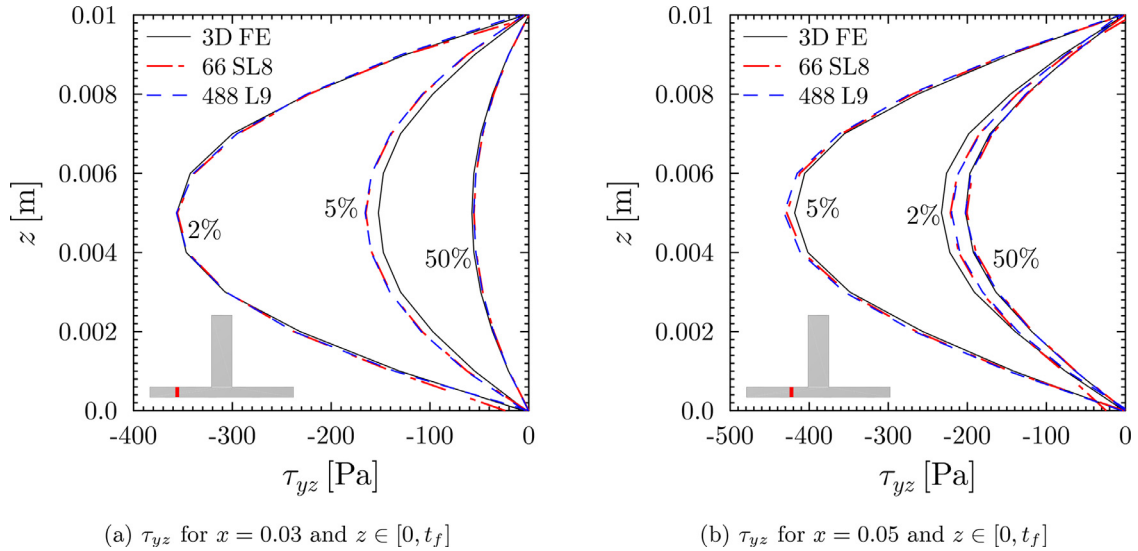 0.01
0.008
0.006
0.004
0.002
0.0
z [m]
3D FE
66 SL8
488 L9
2%
5%
50%
-400 -300 -200 -100 0
τyz [Pa]
(a) τyz for x = 0.03 and z ∈ [0, tf]
0.01
0.008
0.006
0.004
0.002
0.0
z [m]
3D FE
66 SL8
488 L9
5%
2%
50%
-500 -400 -300 -200 -100 0
τyz [Pa]
(b) τyz for x = 0.05 and z ∈ [0, tf]